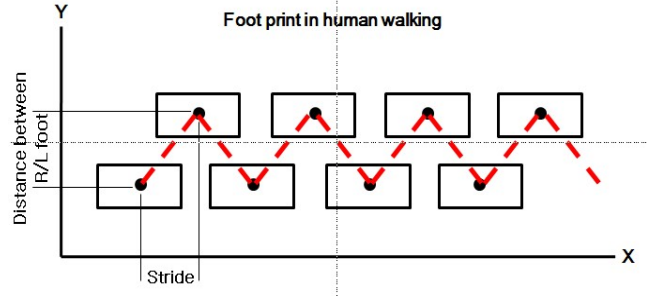 Y
Foot print in human walking
Distance between
R/L foot
X
Stride